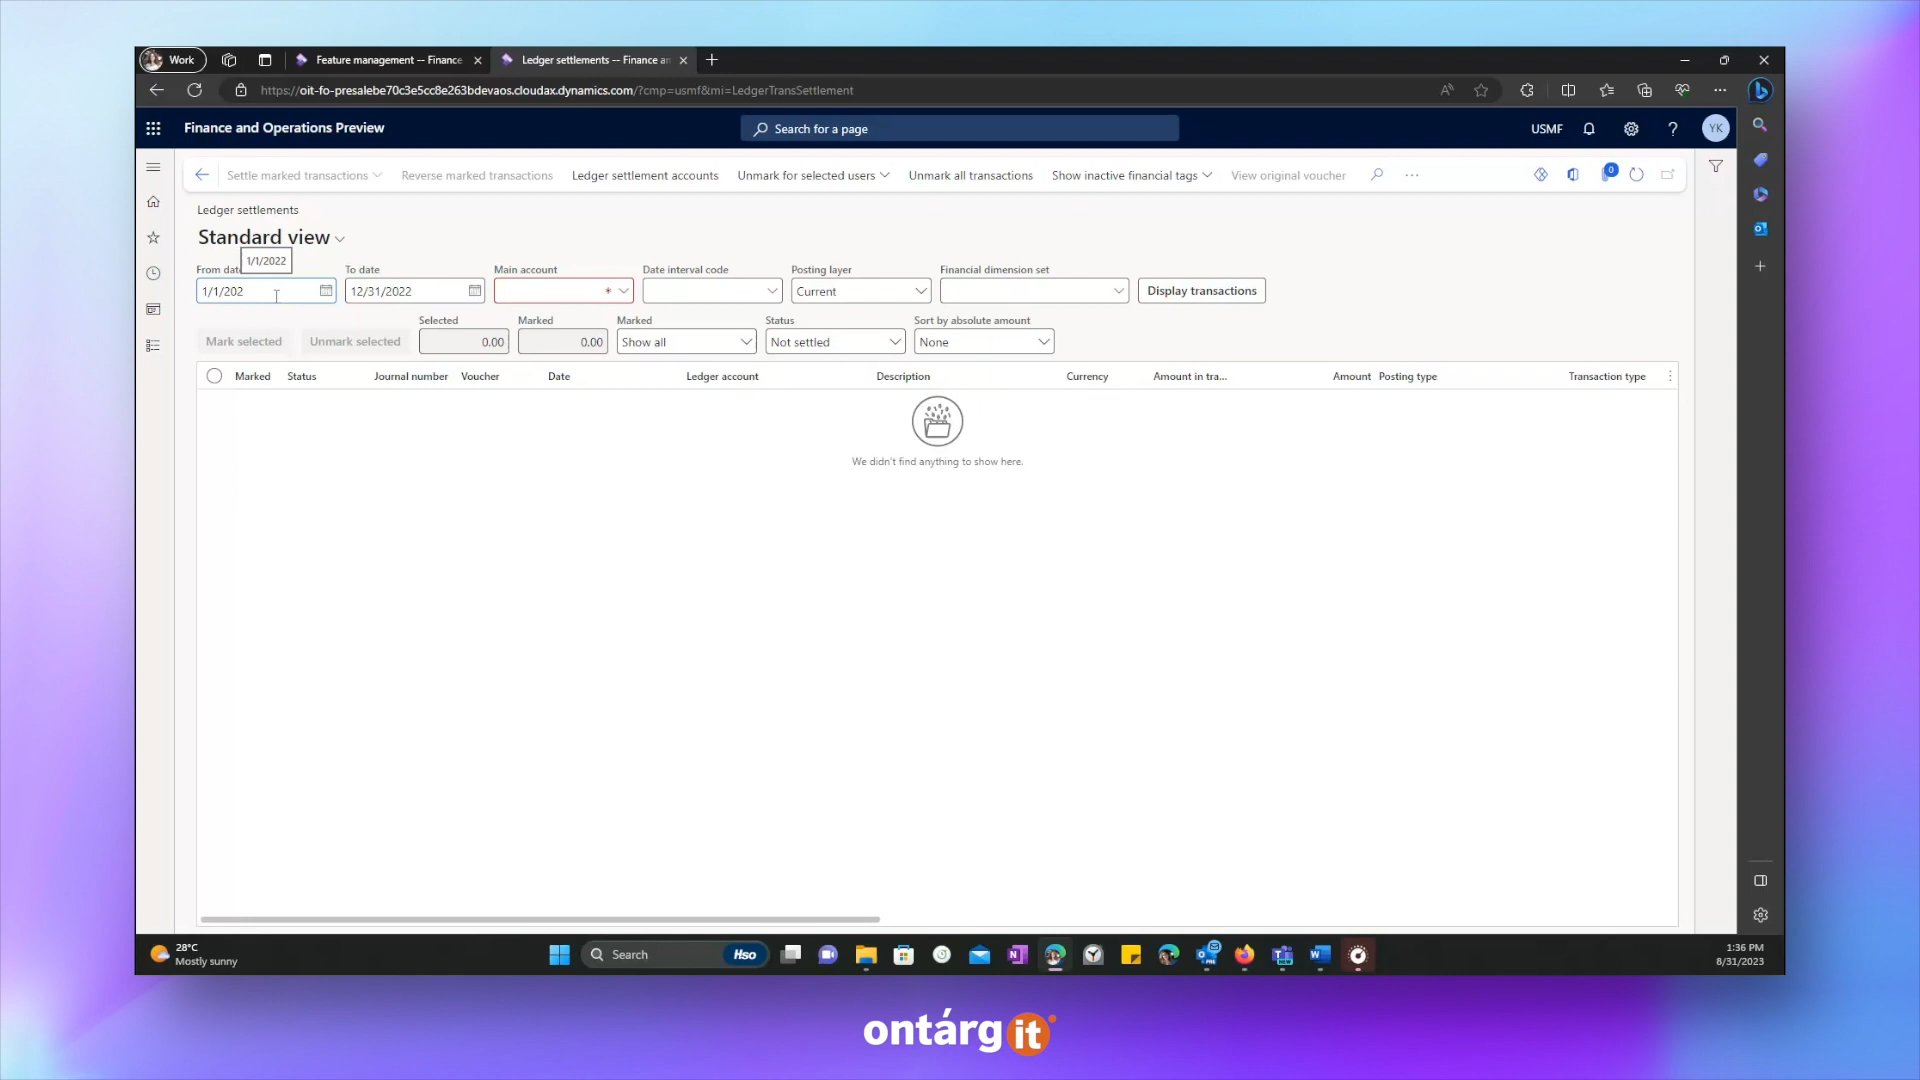 Work
Feature management -- Finance
Ledger settlements -- Finance an
https://oit-fo-presalebe70c3e5cc8e263bdevaos.cloudax.dynamics.com/?cmp=usmf&mi=LedgerTransSettlement
Finance and Operations Preview
Search for a page
USMF
YK
Settle marked transactions
Reverse marked transactions
Ledger settlement accounts
Unmark for selected users
Unmark all transactions
Show inactive financial tags
View original voucher
0
Ledger settlements
Standard view
1/1/2022
From date
To date
Main account
Date interval code
Posting layer
Financial dimension set
1/1/202
12/31/2022
*
Current
Display transactions
Selected
Marked
Marked
Status
Sort by absolute amount
Mark selected
Unmark selected
0.00
0.00
Show all
Not settled
None
Marked
Status
Journal number
Voucher
Date
Ledger account
Description
Currency
Amount in tra...
Amount
Posting type
Transaction type
We didn't find anything to show here.
28°C
Mostly sunny
Search
Hso
1:36 PM
8/31/2023
ontárg it